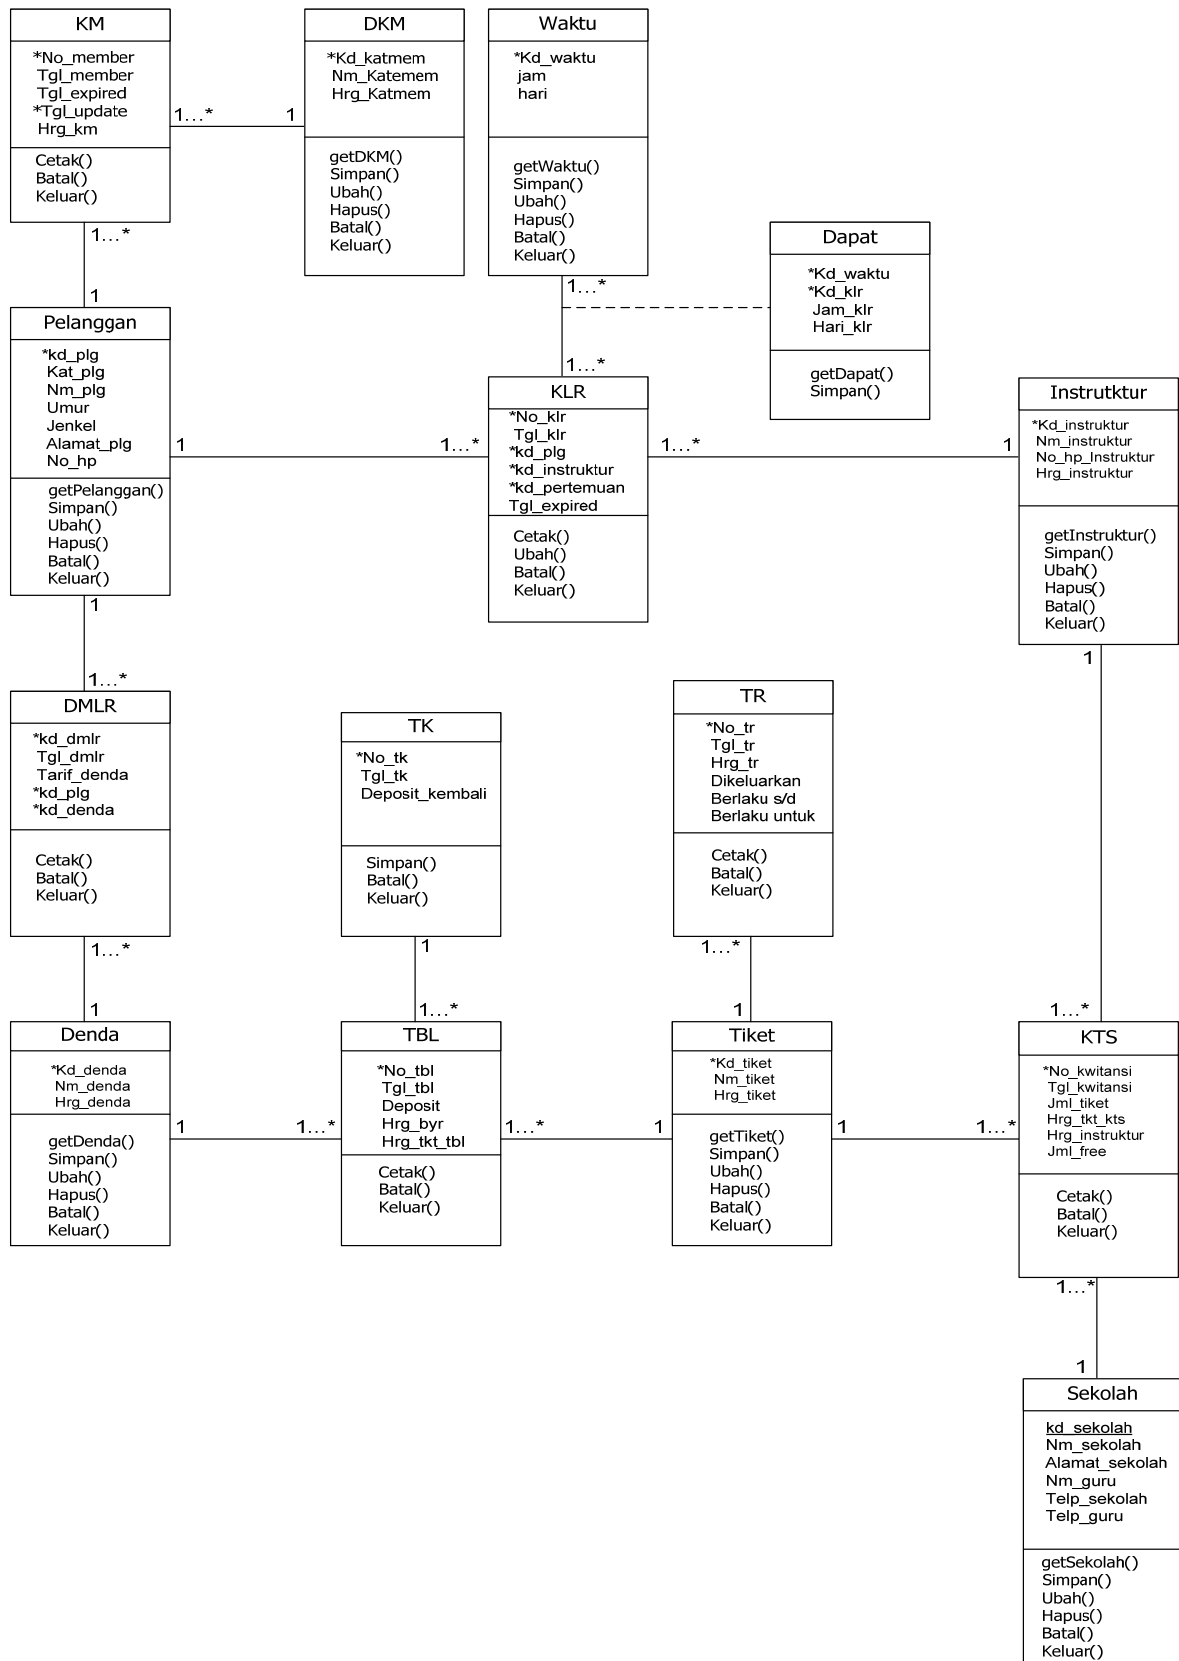 KM
*No_member
Tgl_member
Tgl_expired
*Tgl_update
Hrg_km
Cetak()
Batal()
Keluar()
1...*
1
DKM
*Kd_katmem
Nm_Katemem
Hrg_Katmem
getDKM()
Simpan()
Ubah()
Hapus()
Batal()
Keluar()
Waktu
*Kd_waktu
jam
hari
getWaktu()
Simpan()
Ubah()
Hapus()
Batal()
Keluar()
1...*
1
1...*
1...*
Dapat
*Kd_waktu
*Kd_klr
Jam_klr
Hari_klr
getDapat()
Simpan()
Pelanggan
*kd_plg
Kat_plg
Nm_plg
Umur
Jenkel
Alamat_plg
No_hp
getPelanggan()
Simpan()
Ubah()
Hapus()
Batal()
Keluar()
1
1...*
KLR
*No_klr
Tgl_klr
*kd_plg
*kd_instruktur
*kd_pertemuan
Tgl_expired
Cetak()
Ubah()
Batal()
Keluar()
1...*
1
Instrutktur
*Kd_instruktur
Nm_instruktur
No_hp_Instruktur
Hrg_instruktur
getInstruktur()
Simpan()
Ubah()
Hapus()
Batal()
Keluar()
1
1...*
1
1...*
DMLR
*kd_dmlr
Tgl_dmlr
Tarif_denda
*kd_plg
*kd_denda
Cetak()
Batal()
Keluar()
TK
*No_tk
Tgl_tk
Deposit_kembali
Simpan()
Batal()
Keluar()
TR
*No_tr
Tgl_tr
Hrg_tr
Dikeluarkan
Berlaku s/d
Berlaku untuk
Cetak()
Batal()
Keluar()
1...*
1
1
1...*
1...*
1
Denda
*Kd_denda
Nm_denda
Hrg_denda
getDenda()
Simpan()
Ubah()
Hapus()
Batal()
Keluar()
1
1...*
TBL
*No_tbl
Tgl_tbl
Deposit
Hrg_byr
Hrg_tkt_tbl
Cetak()
Batal()
Keluar()
1...*
1
Tiket
*Kd_tiket
Nm_tiket
Hrg_tiket
getTiket()
Simpan()
Ubah()
Hapus()
Batal()
Keluar()
1
1...*
KTS
*No_kwitansi
Tgl_kwitansi
Jml_tiket
Hrg_tkt_kts
Hrg_instruktur
Jml_free
Cetak()
Batal()
Keluar()
1...*
1
Sekolah
kd_sekolah
Nm_sekolah
Alamat_sekolah
Nm_guru
Telp_sekolah
Telp_guru
getSekolah()
Simpan()
Ubah()
Hapus()
Batal()
Keluar()